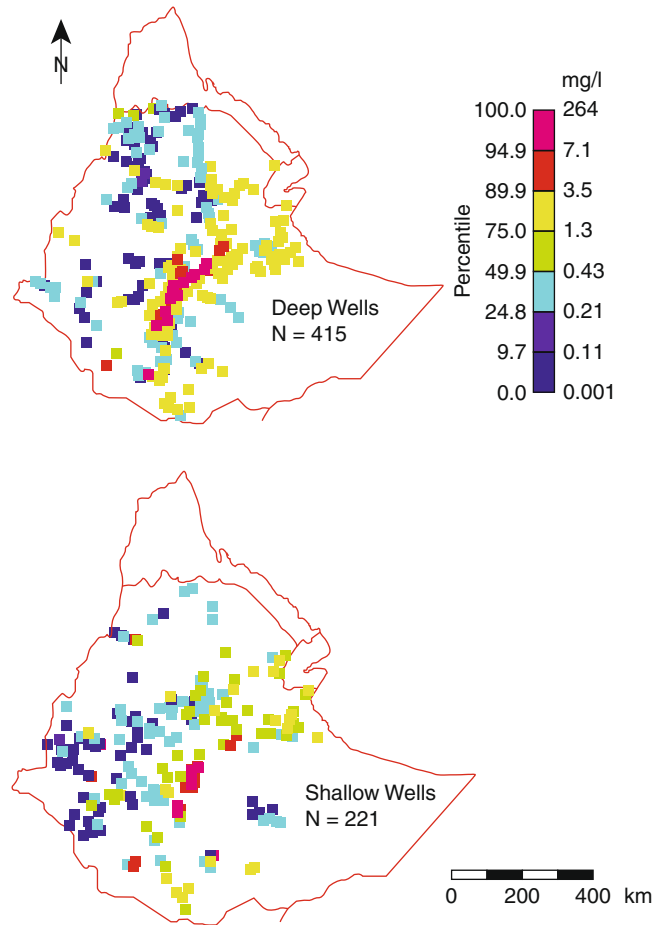 N
mg/l
100.0 264
94.9 7.1
89.9 3.5
75.0 1.3
49.9 0.43
24.8 0.21
9.7 0.11
0.0 0.001
Percentile
Deep Wells
N = 415
Shallow Wells
N = 221
0 200 400 km